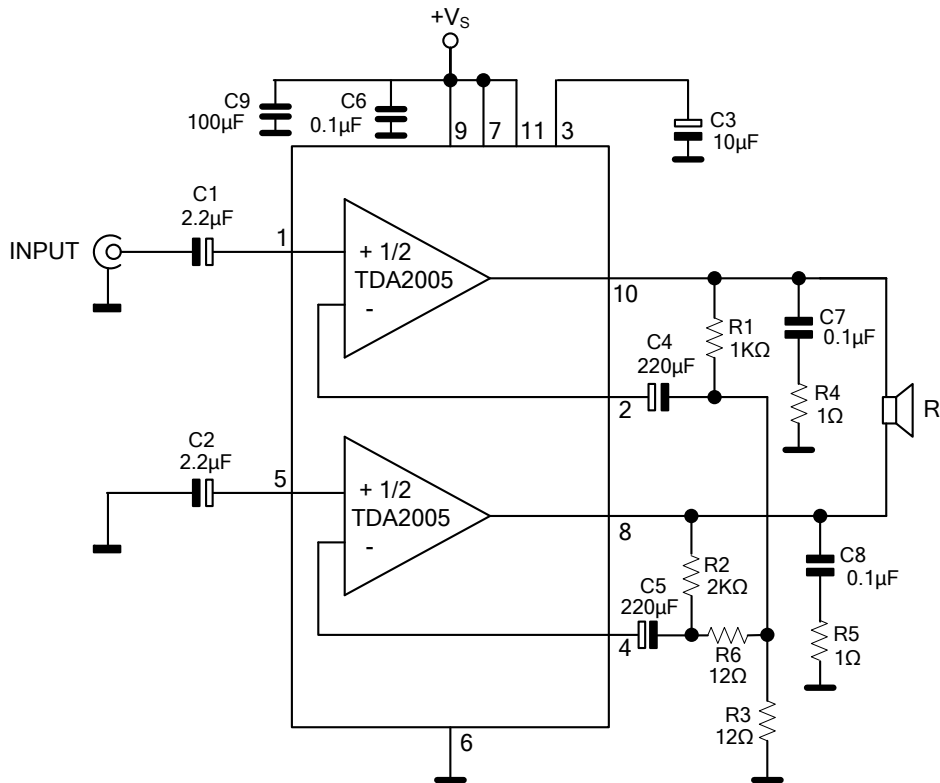 +VS
C9
100µF
C6
0.1µF
9
7
11
3
C3
10µF
C1
2.2µF
INPUT
1
+ 1/2
TDA2005
-
10
R1
1KΩ
C7
0.1µF
C4
220µF
2
R4
1Ω
R
C2
2.2µF
5
+ 1/2
TDA2005
-
8
R2
2KΩ
C8
0.1µF
C5
220µF
4
R6
12Ω
R5
1Ω
R3
12Ω
6